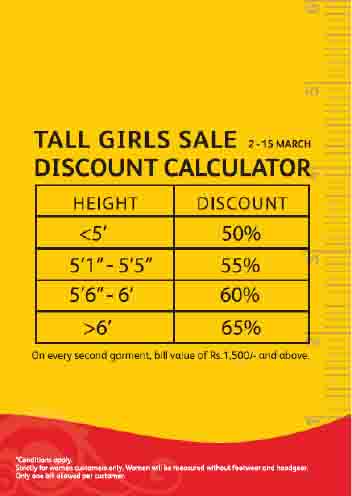 TALL GIRLS SALE 2 - 15 MARCH
DISCOUNT CALCULATOR
HEIGHT DISCOUNT
<5' 50%
5'1" - 5'5" 55%
5'6" - 6' 60%
>6' 65%
On every second garment, bill value of Rs.1,500/- and above.
*Conditions apply.
Strictly for women customers only. Women will be measured without footwear and headgear.
Only one bill allowed per customer.